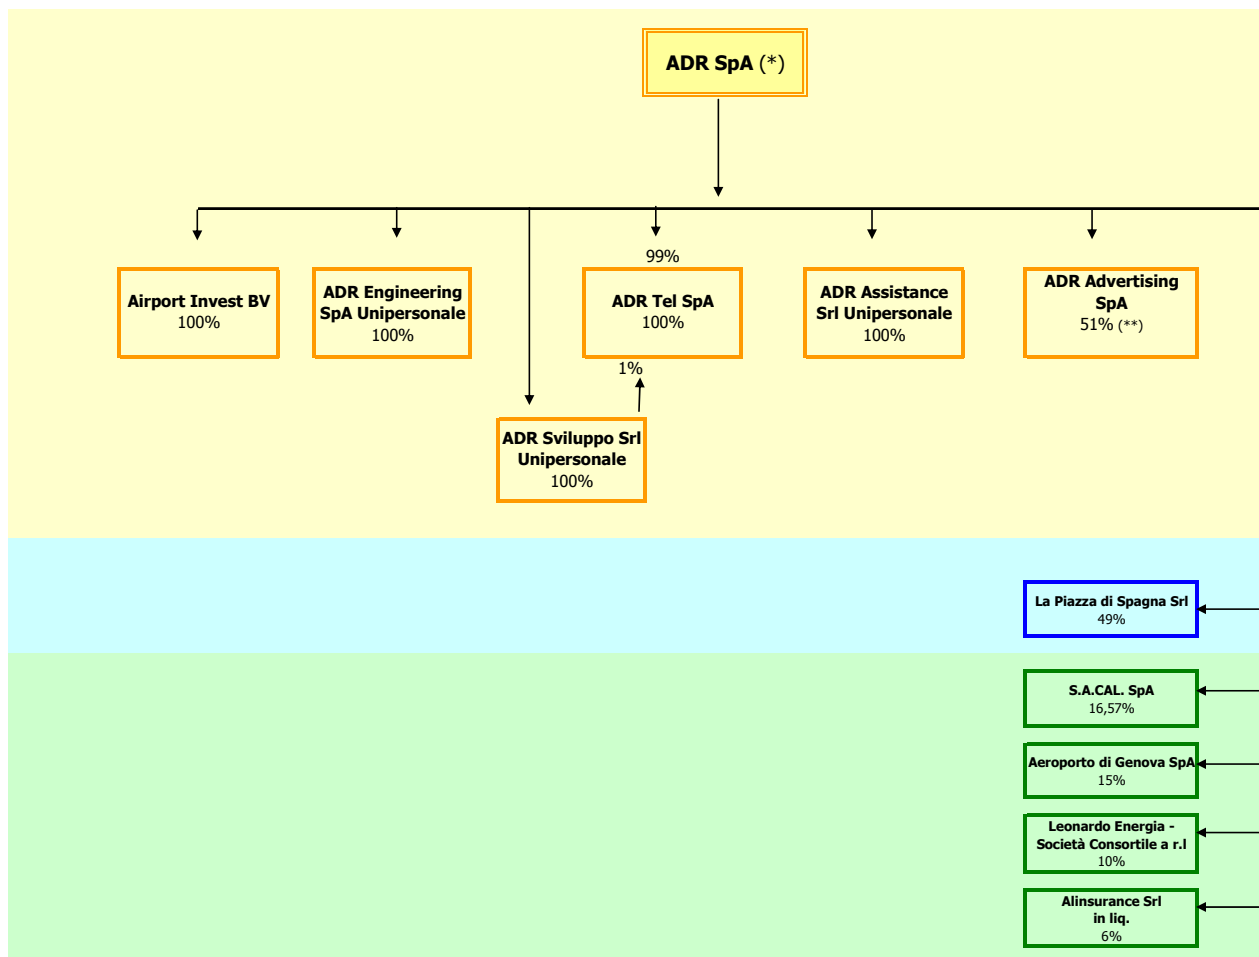 ADR SpA (*)
99%
Airport Invest BV
100%
ADR Engineering
SpA Unipersonale
100%
ADR Tel SpA
100%
ADR Assistance
Srl Unipersonale
100%
ADR Advertising
SpA
51% (**)
1%
ADR Sviluppo Srl
Unipersonale
100%
La Piazza di Spagna Srl
49%
S.A.CAL. SpA
16,57%
Aeroporto di Genova SpA
15%
Leonardo Energia -
Società Consortile a r.l
10%
Alinsurance Srl
in liq.
6%